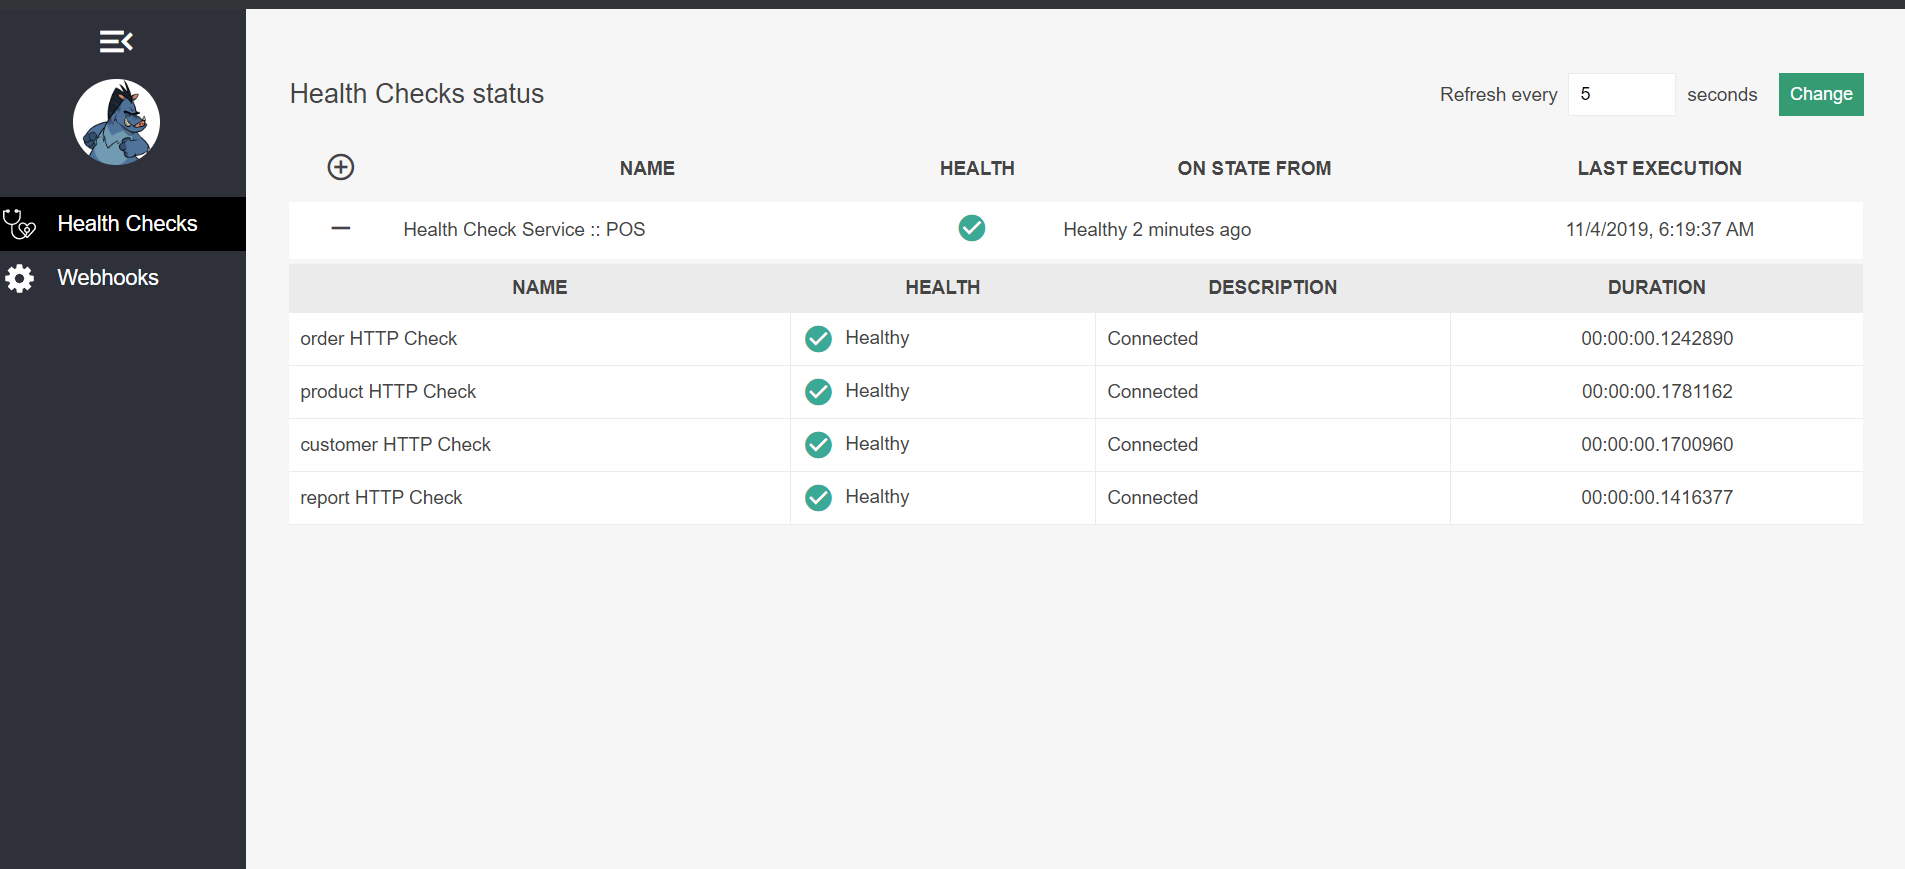 Health Checks status
Refresh every 5 seconds Change
NAME HEALTH ON STATE FROM LAST EXECUTION
Health Checks
Health Check Service :: POS Healthy 2 minutes ago 11/4/2019, 6:19:37 AM
Webhooks
NAME HEALTH DESCRIPTION DURATION
order HTTP Check Healthy Connected 00:00:00.1242890
product HTTP Check Healthy Connected 00:00:00.1781162
customer HTTP Check Healthy Connected 00:00:00.1700960
report HTTP Check Healthy Connected 00:00:00.1416377